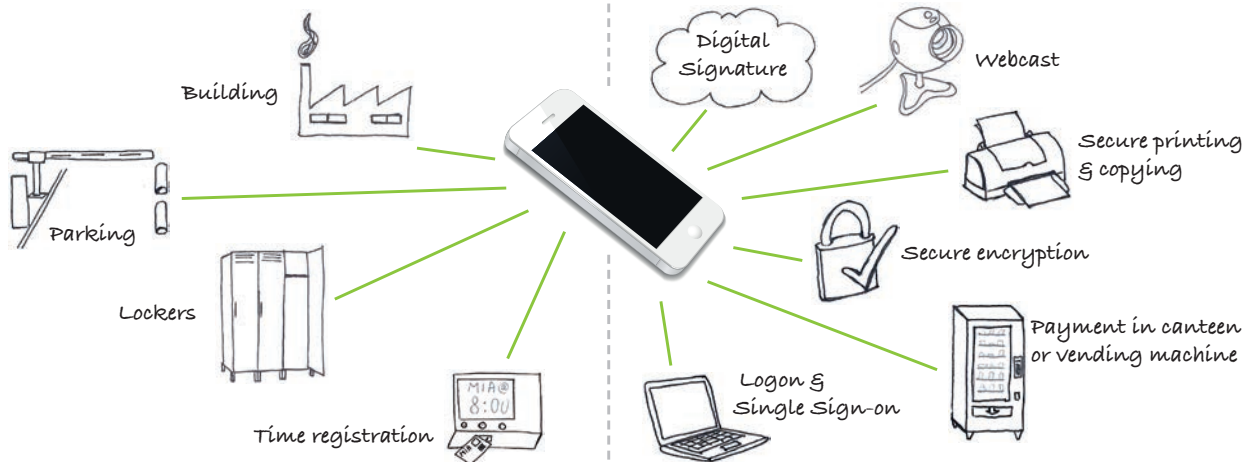 Building
Parking
Lockers
MIA@
8:00
Time registration
MIA
Digital
Signature
Webcast
Secure printing
& copying
Secure encryption
Payment in canteen
or vending machine
Logon &
Single Sign-on